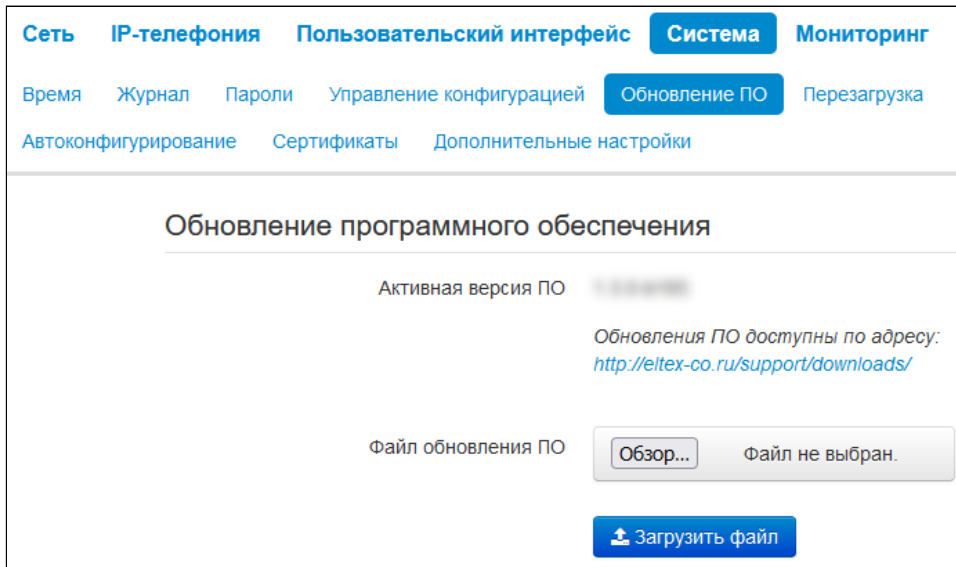 Сеть IP-телефония Пользовательский интерфейс Система Мониторинг
Время Журнал Пароли Управление конфигурацией Обновление ПО Перезагрузка
Автоконфигурирование Сертификаты Дополнительные настройки
Обновление программного обеспечения
Активная версия ПО
Обновления ПО доступны по адресу:
http://eltex-co.ru/support/downloads/
Файл обновления ПО Обзор... Файл не выбран.
Загрузить файл